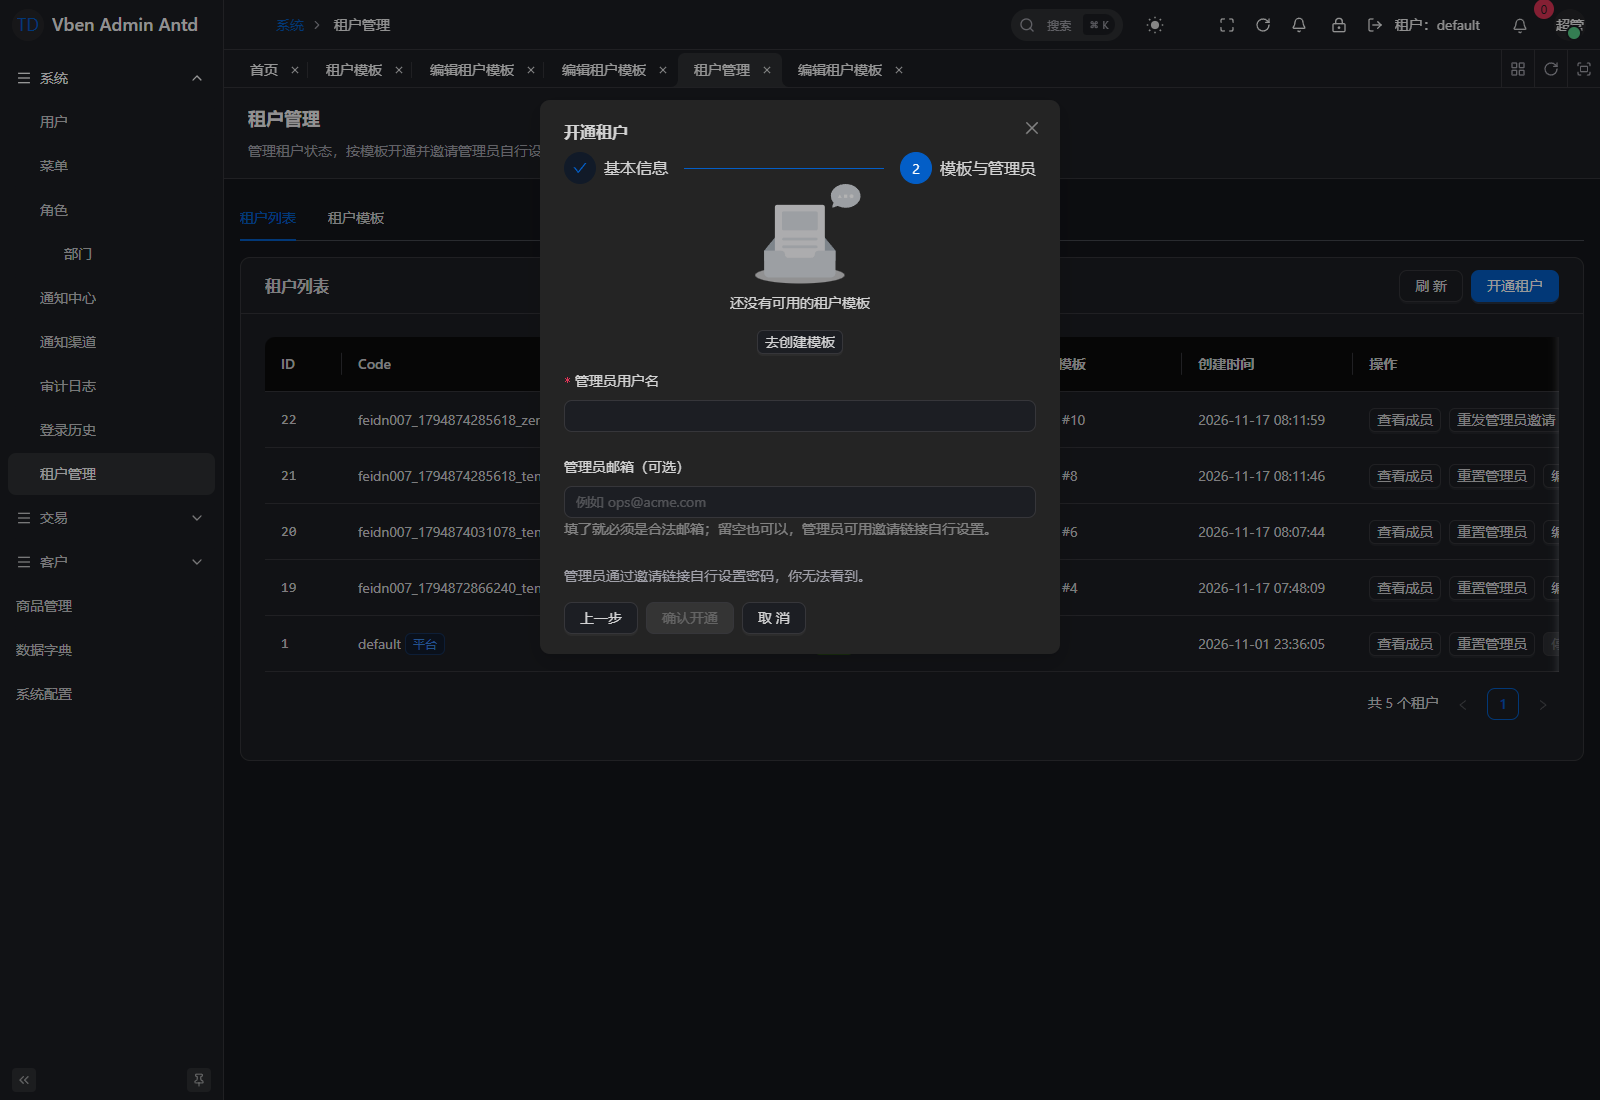 TD Vben Admin Antd
系统 > 租户管理
搜索 ⌘ K
租户：default
0
超管
首页 × 租户模板 × 编辑租户模板 × 编辑租户模板 × 租户管理 × 编辑租户模板 ×
系统
用户
菜单
角色
部门
通知中心
通知渠道
审计日志
登录历史
租户管理
交易
客户
商品管理
数据字典
系统配置
租户管理
管理租户状态，按模板开通并邀请管理员自行设
租户列表 租户模板
租户列表
刷 新 开通租户
ID Code 模板 创建时间 操作
22 feidn007_1794874285618_zer #10 2026-11-17 08:11:59 查看成员 重发管理员邀请
21 feidn007_1794874285618_ten #8 2026-11-17 08:11:46 查看成员 重置管理员
20 feidn007_1794874031078_ten #6 2026-11-17 08:07:44 查看成员 重置管理员
19 feidn007_1794872866240_ten #4 2026-11-17 07:48:09 查看成员 重置管理员
1 default 平台 2026-11-01 23:36:05 查看成员 重置管理员
共 5 个租户 < 1 >
开通租户
基本信息 2 模板与管理员
还没有可用的租户模板
去创建模板
* 管理员用户名
管理员邮箱（可选）
例如 ops@acme.com
填了就必须是合法邮箱；留空也可以，管理员可用邀请链接自行设置。
管理员通过邀请链接自行设置密码，你无法看到。
上一步 确认开通 取 消